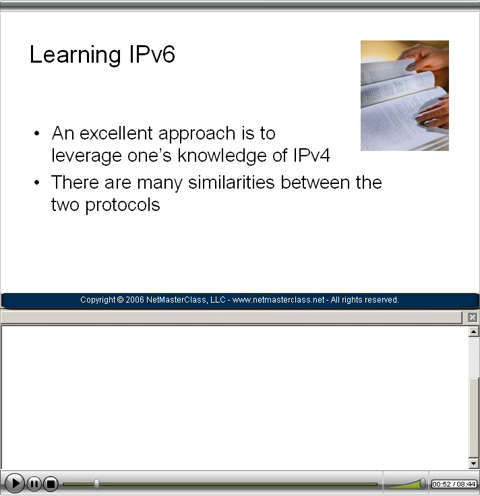 Learning IPv6
• An excellent approach is to
leverage one's knowledge of IPv4
• There are many similarities between the
two protocols
Copyright © 2006 NetMasterClass, LLC - www.netmasterclass.net - All rights reserved.
00:52 / 08:44